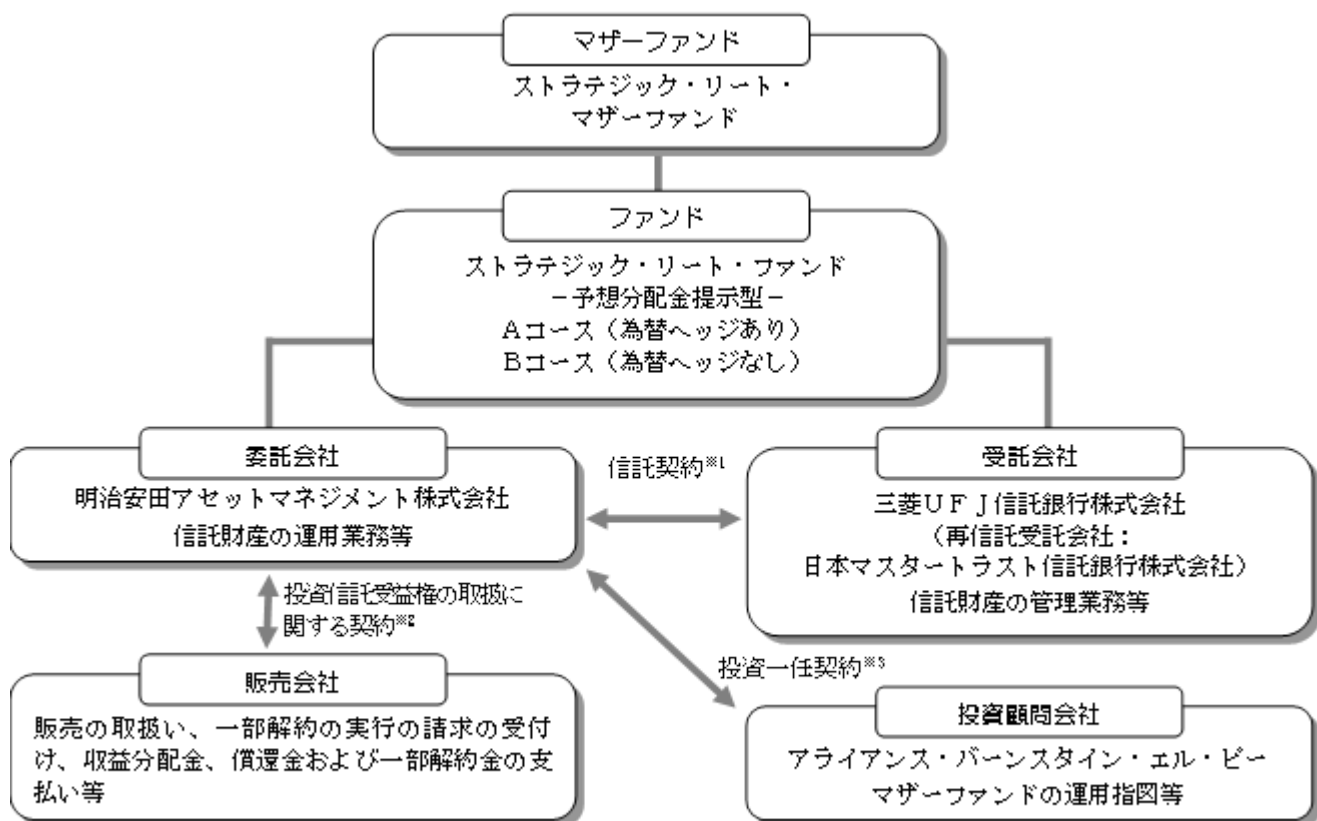 マザーファンド
ストラテジック・リート・
マザーファンド
ファンド
ストラテジック・リート・ファンド
－予想分配金提示型－
Aコース（為替ヘッジあり）
Bコース（為替ヘッジなし）
委託会社
明治安田アセットマネジメント株式会社
信託財産の運用業務等
信託契約※1
受託会社
三菱UFJ信託銀行株式会社
（再信託受託会社：
日本マスタートラスト信託銀行株式会社）
信託財産の管理業務等
投資信託受益権の取扱に
関する契約※2
投資一任契約※3
販売会社
販売の取扱い、一部解約の実行の請求の受付
け、収益分配金、償還金および一部解約金の支
払い等
投資顧問会社
アライアンス・バーンスタイン・エル・ピー
マザーファンドの運用指図等